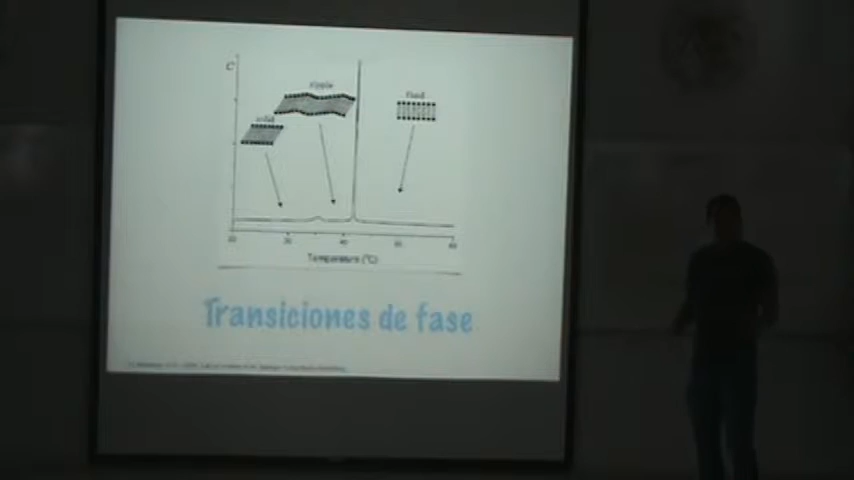 C
ripple
fluid
solid
20 30 40 50 60
Temperature (°C)
Transiciones de fase